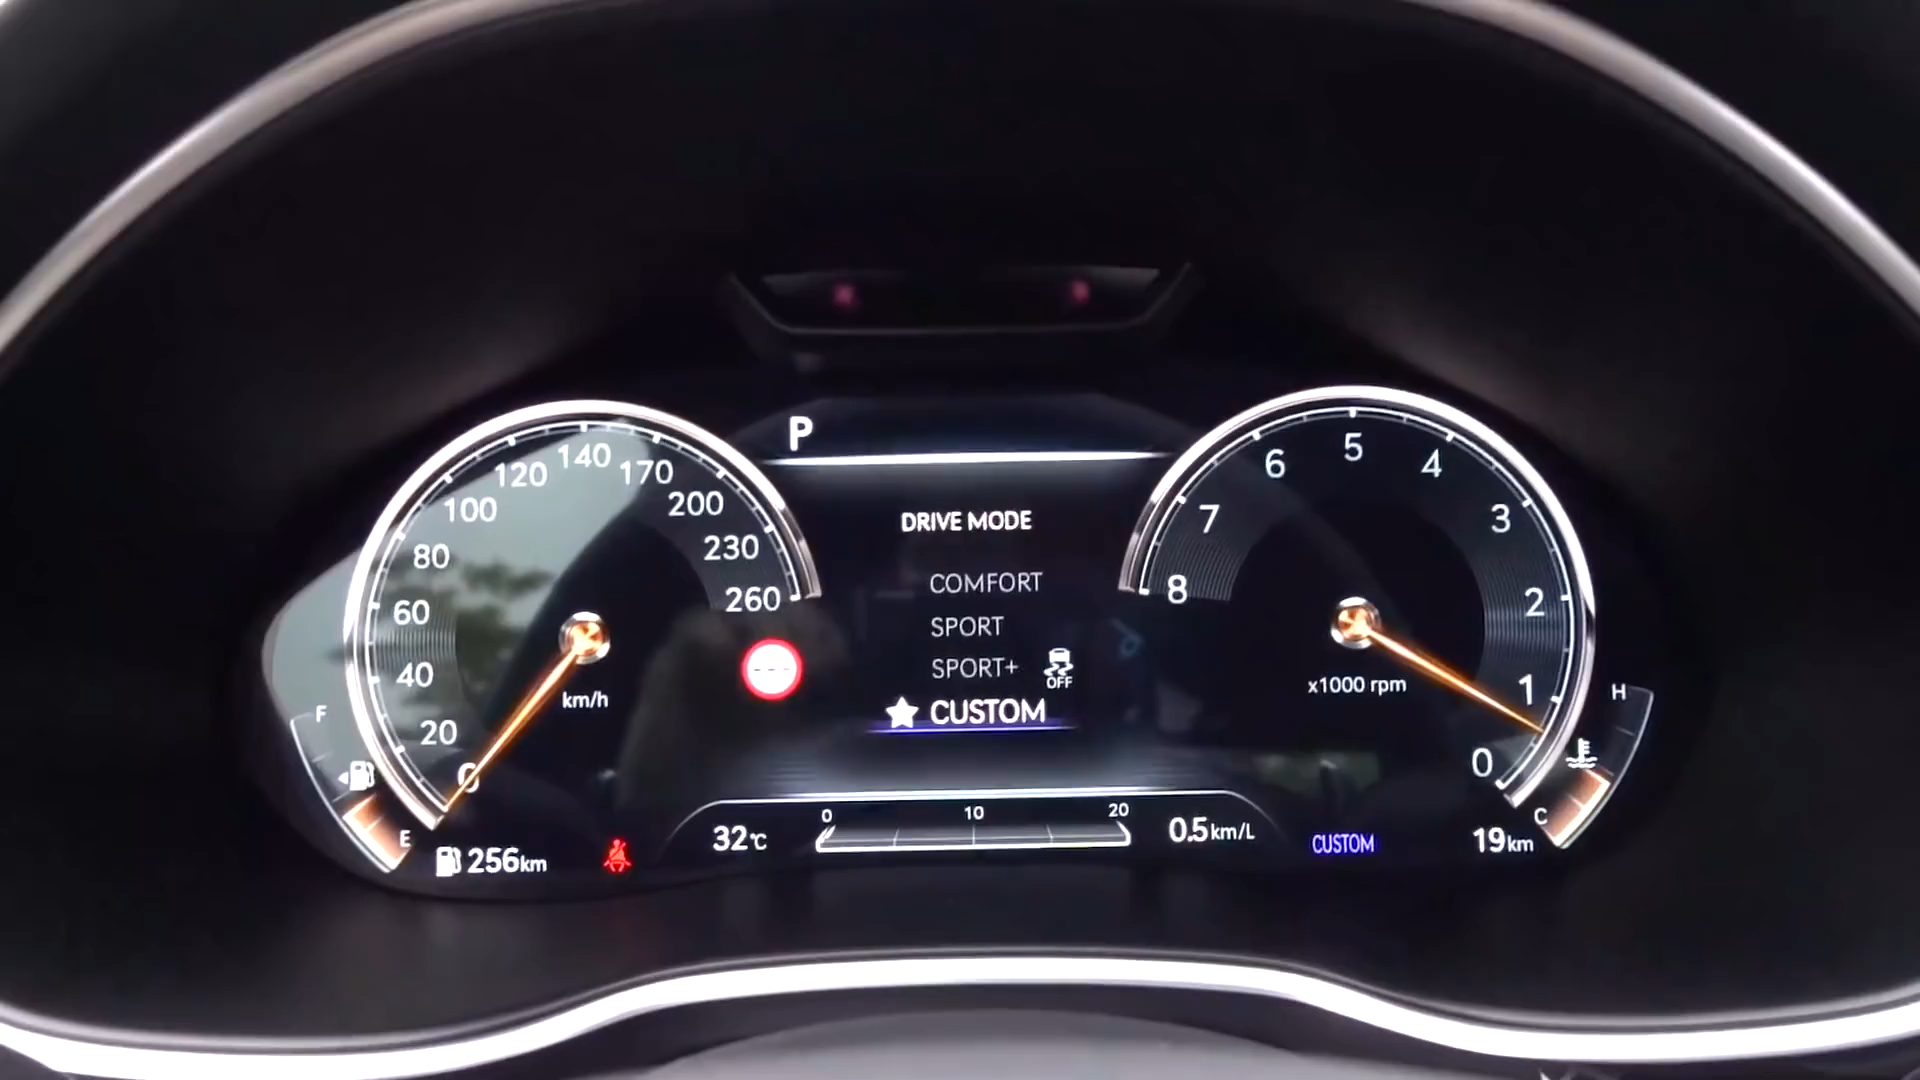 P
140
120
170
100
200
80
230
60
260
40
20
0
km/h
F
E
256km
DRIVE MODE
COMFORT
SPORT
SPORT+
OFF
CUSTOM
32°C
0 10 20
0.5km/L
5
6
4
7
3
8
2
1
0
x1000 rpm
H
C
CUSTOM
19km